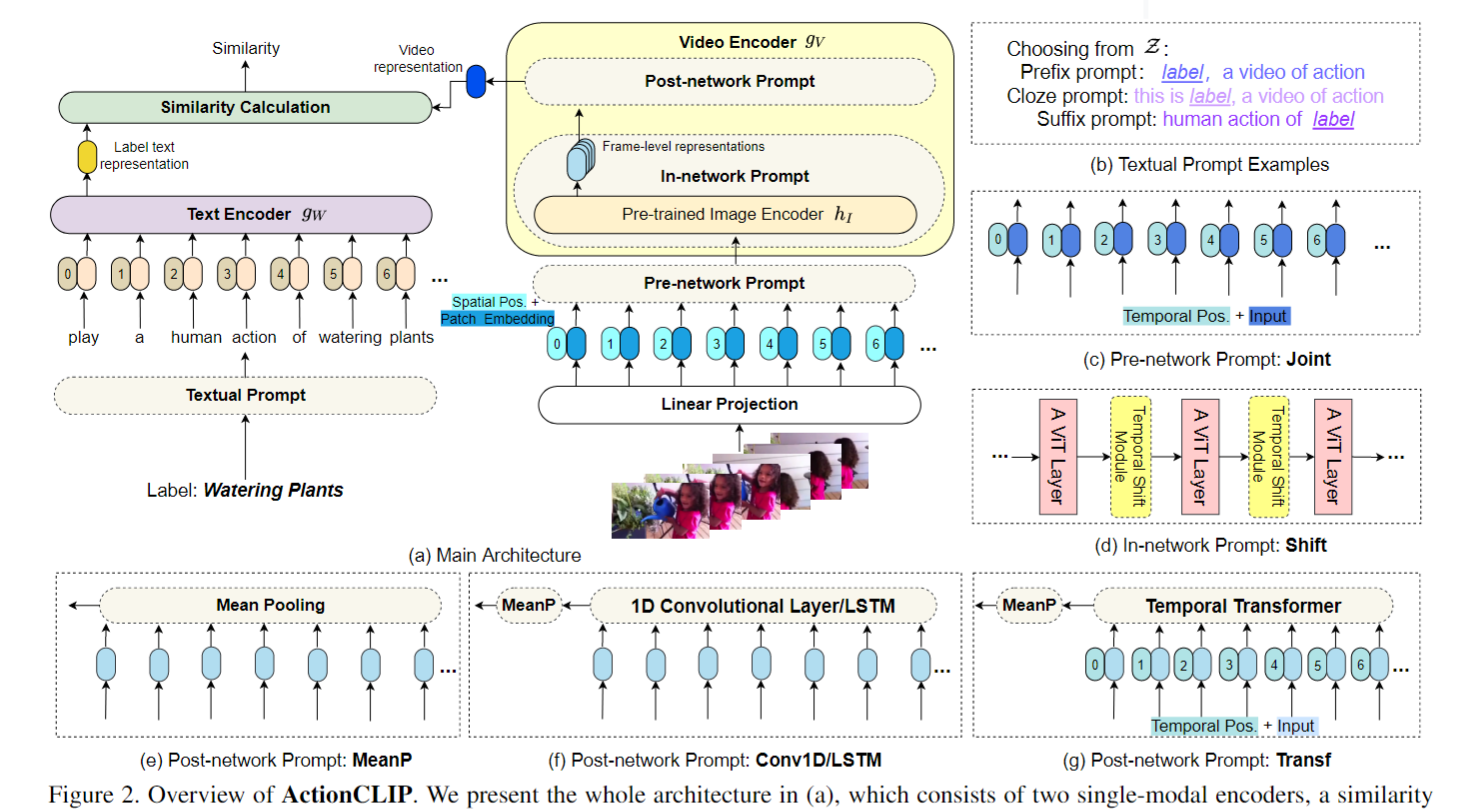 Similarity
Similarity Calculation
Label text
representation
Text Encoder g_W
0 1 2 3 4 5 6 ...
play a human action of watering plants
Textual Prompt
Label: Watering Plants
Video
representation
Video Encoder g_V
Post-network Prompt
Frame-level representations
In-network Prompt
Pre-trained Image Encoder h_I
Pre-network Prompt
Spatial Pos. +
Patch Embedding
0 1 2 3 4 5 6 ...
Linear Projection
(a) Main Architecture
Choosing from Z:
Prefix prompt: label, a video of action
Cloze prompt: this is label, a video of action
Suffix prompt: human action of label
(b) Textual Prompt Examples
0 1 2 3 4 5 6 ...
Temporal Pos. + Input
(c) Pre-network Prompt: Joint
... A ViT Layer Temporal Shift Module A ViT Layer Temporal Shift Module A ViT Layer ...
(d) In-network Prompt: Shift
Mean Pooling
...
(e) Post-network Prompt: MeanP
MeanP 1D Convolutional Layer/LSTM
...
(f) Post-network Prompt: Conv1D/LSTM
MeanP Temporal Transformer
0 1 2 3 4 5 6 ...
Temporal Pos. + Input
(g) Post-network Prompt: Transf
Figure 2. Overview of ActionCLIP. We present the whole architecture in (a), which consists of two single-modal encoders, a similarity